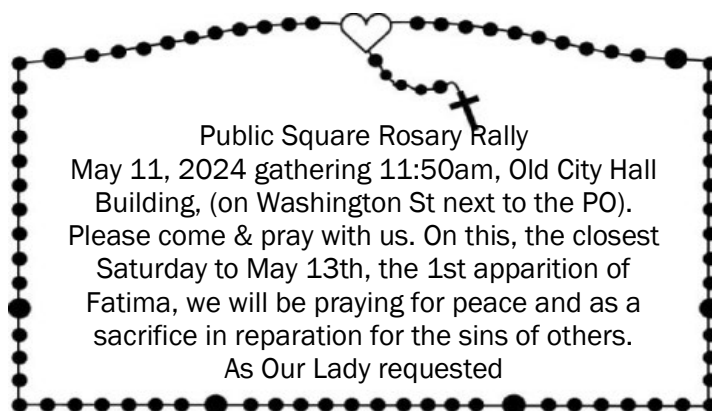 Public Square Rosary Rally
May 11, 2024 gathering 11:50am, Old City Hall
Building, (on Washington St next to the PO).
Please come & pray with us. On this, the closest
Saturday to May 13th, the 1st apparition of
Fatima, we will be praying for peace and as a
sacrifice in reparation for the sins of others.
As Our Lady requested